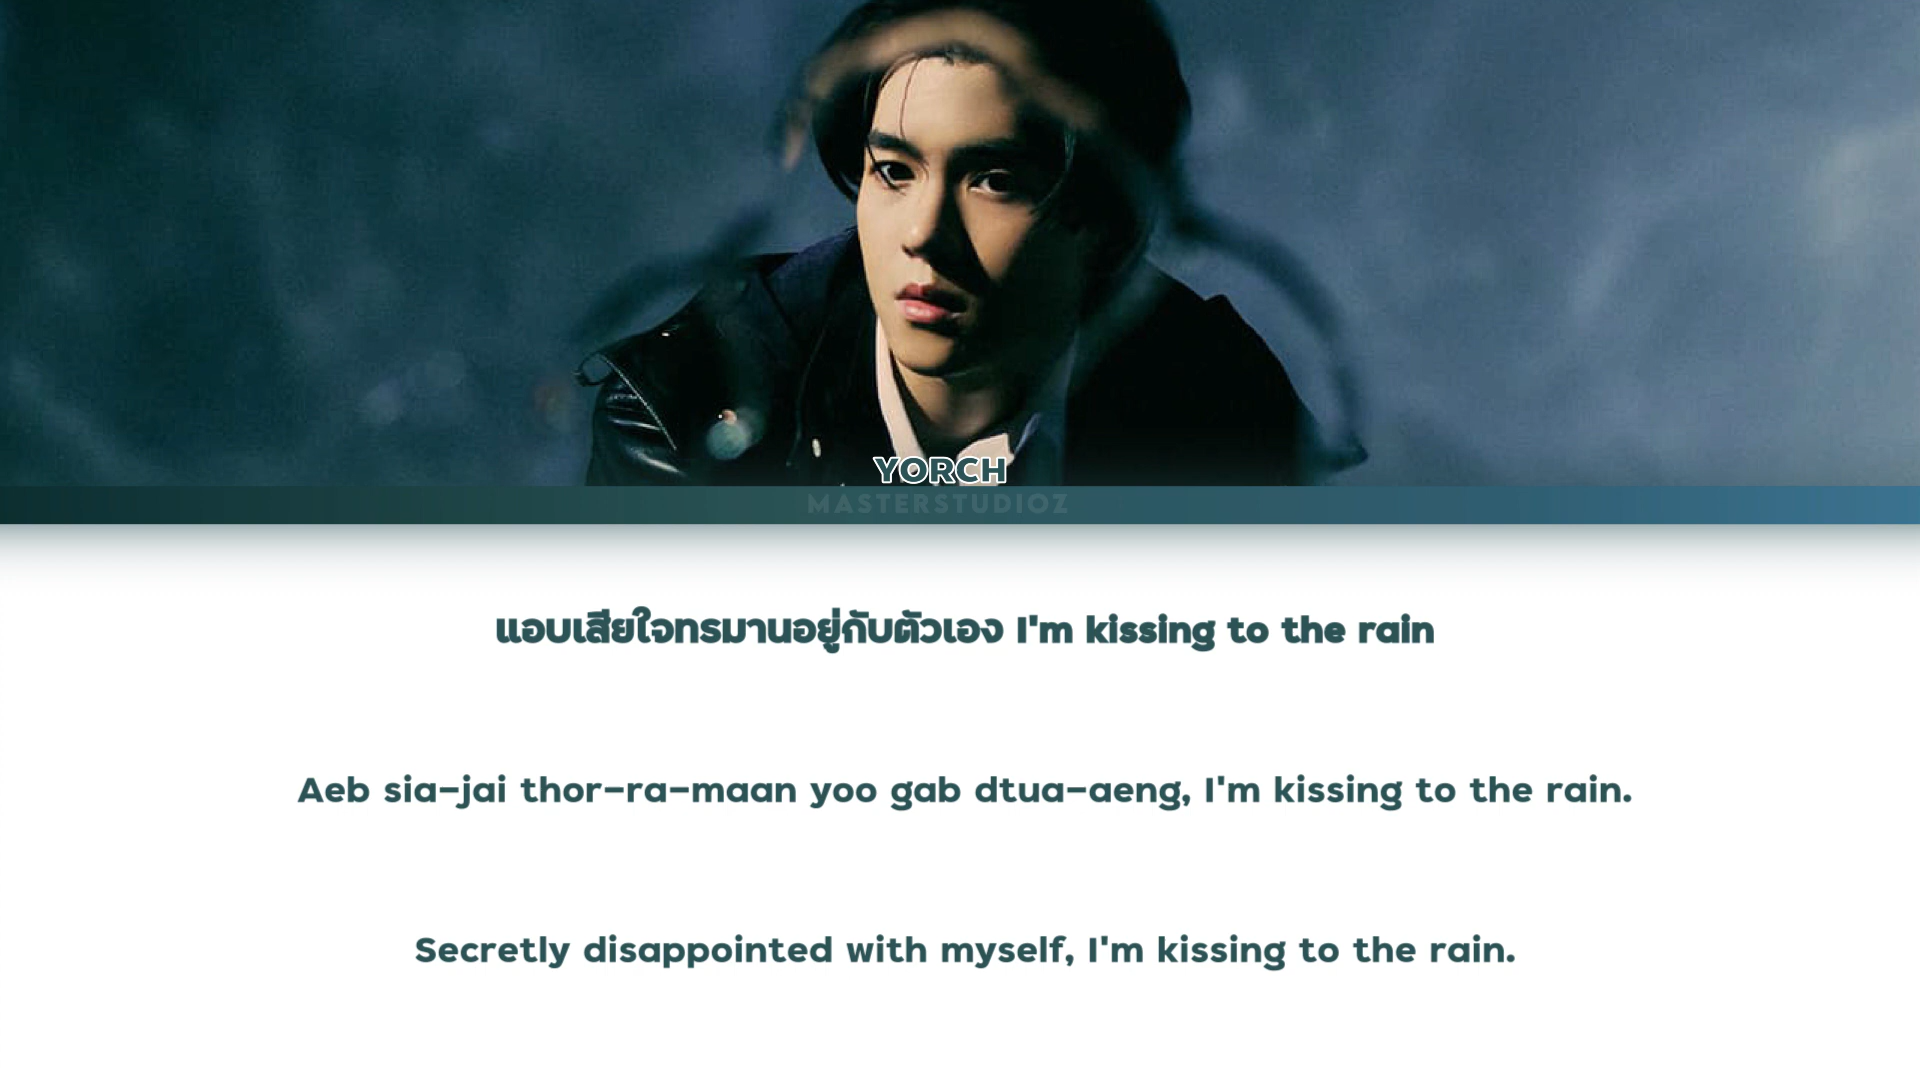 YORCH
MASTERSTUDIOZ
แอบเสียใจทรมานอยู่กับตัวเอง I'm kissing to the rain
Aeb sia-jai thor-ra-maan yoo gab dtua-aeng, I'm kissing to the rain.
Secretly disappointed with myself, I'm kissing to the rain.